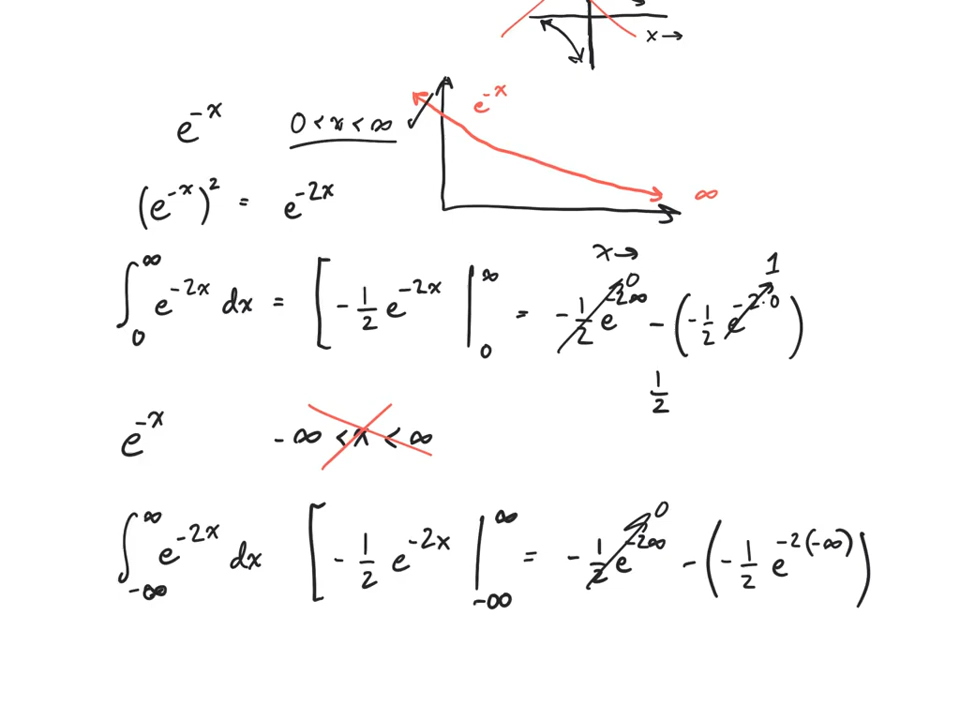 x →
e^{-x}
e^{-x} 0 < x < ∞ ✓
(e^{-x})^2 = e^{-2x}
∞
x →
∫_0^∞ e^{-2x} dx = [ -1/2 e^{-2x} |_0^∞ = -1/2 e^{-2∞} 0 - ( -1/2 e^{-2·0} 1 )
1/2
e^{-x} -∞ < x < ∞
∫_{-∞}^∞ e^{-2x} dx [ -1/2 e^{-2x} |_{-∞}^∞ = -1/2 e^{-2∞} 0 - ( -1/2 e^{-2(-∞)} )